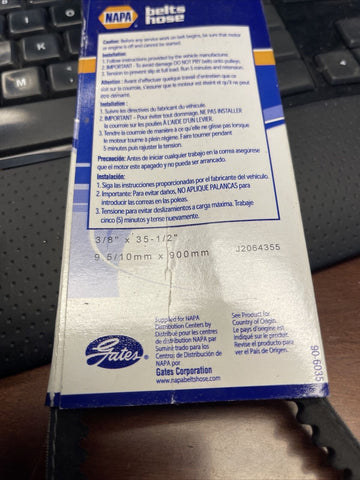 NAPA
belts
hose
Caution: Before any service work on belt begins, be sure that motor
or engine is off and cannot be started.
Installation:
1. Follow instructions provided by the vehicle manufacturer.
2. IMPORTANT - To avoid damage DO NOT PRY belts onto pulleys.
3. Tension to prevent slip at full load. Run 5 minutes and retension.
Attention : Avant d'effectuer quelque travail d'entretien que ce
soit sur la courroie, s'assurer que le moteur est éteint et qu'il ne peut
être démarré.
Installation :
1. Suivre les directives du fabricant du véhicule.
2. IMPORTANT – Pour éviter tout dommage, NE PAS INSTALLER
la courroie sur les poulies À L'AIDE D'UN LEVIER.
3. Tendre la courroie de manière à ce qu'elle ne glisse pas lorsque
le moteur tourne à plein régime. Faire tourner pendant
5 minutes puis rajuster la tension.
Precaución: Antes de iniciar cualquier trabajo en la correa asegúrese
que el motor este apagado y no pueda ser arrancado.
Instalación:
1. Siga las instrucciones proporcionadas por el fabricante del vehículo.
2. Importante: Para evitar daños, NO APLIQUE PALANCAS para
introducir las correas en las poleas.
3. Tensione para evitar deslizamientos a carga máxima. Trabaje
cinco (5) minutos y tense nuevamente.
3/8" x 35-1/2"
9 5/10mm x 900mm
J2064355
Gates
Supplied for NAPA
Distribution Centers by
Distribué pour les centres
de distribution NAPA par
Suministrado para los
Centros de Distribución de
NAPA por
Gates Corporation
www.napabeltshose.com
See Product for
Country of Origin.
Le pays d'origine est
indiqué sur le produit.
Revise el producto para
ver el País de Origen.
90-6035